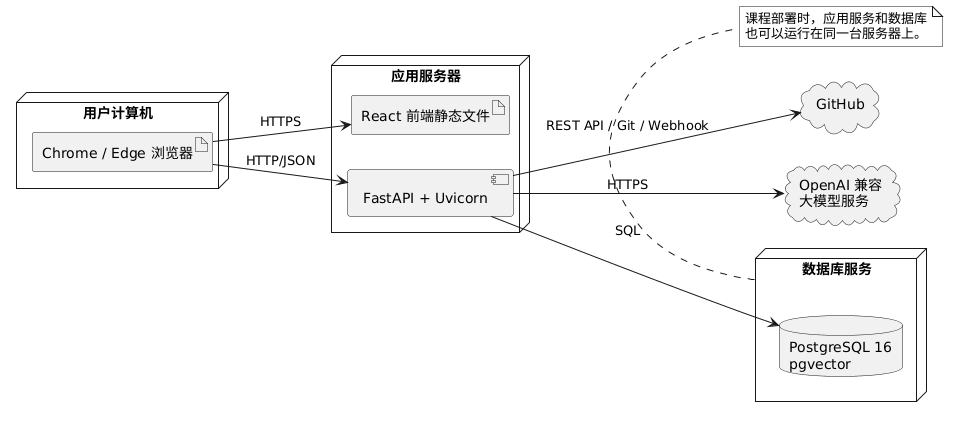 课程部署时，应用服务和数据库
也可以运行在同一台服务器上。
用户计算机
Chrome / Edge 浏览器
HTTPS
HTTP/JSON
应用服务器
React 前端静态文件
FastAPI + Uvicorn
REST API / Git / Webhook
HTTPS
SQL
GitHub
OpenAI 兼容
大模型服务
数据库服务
PostgreSQL 16
pgvector